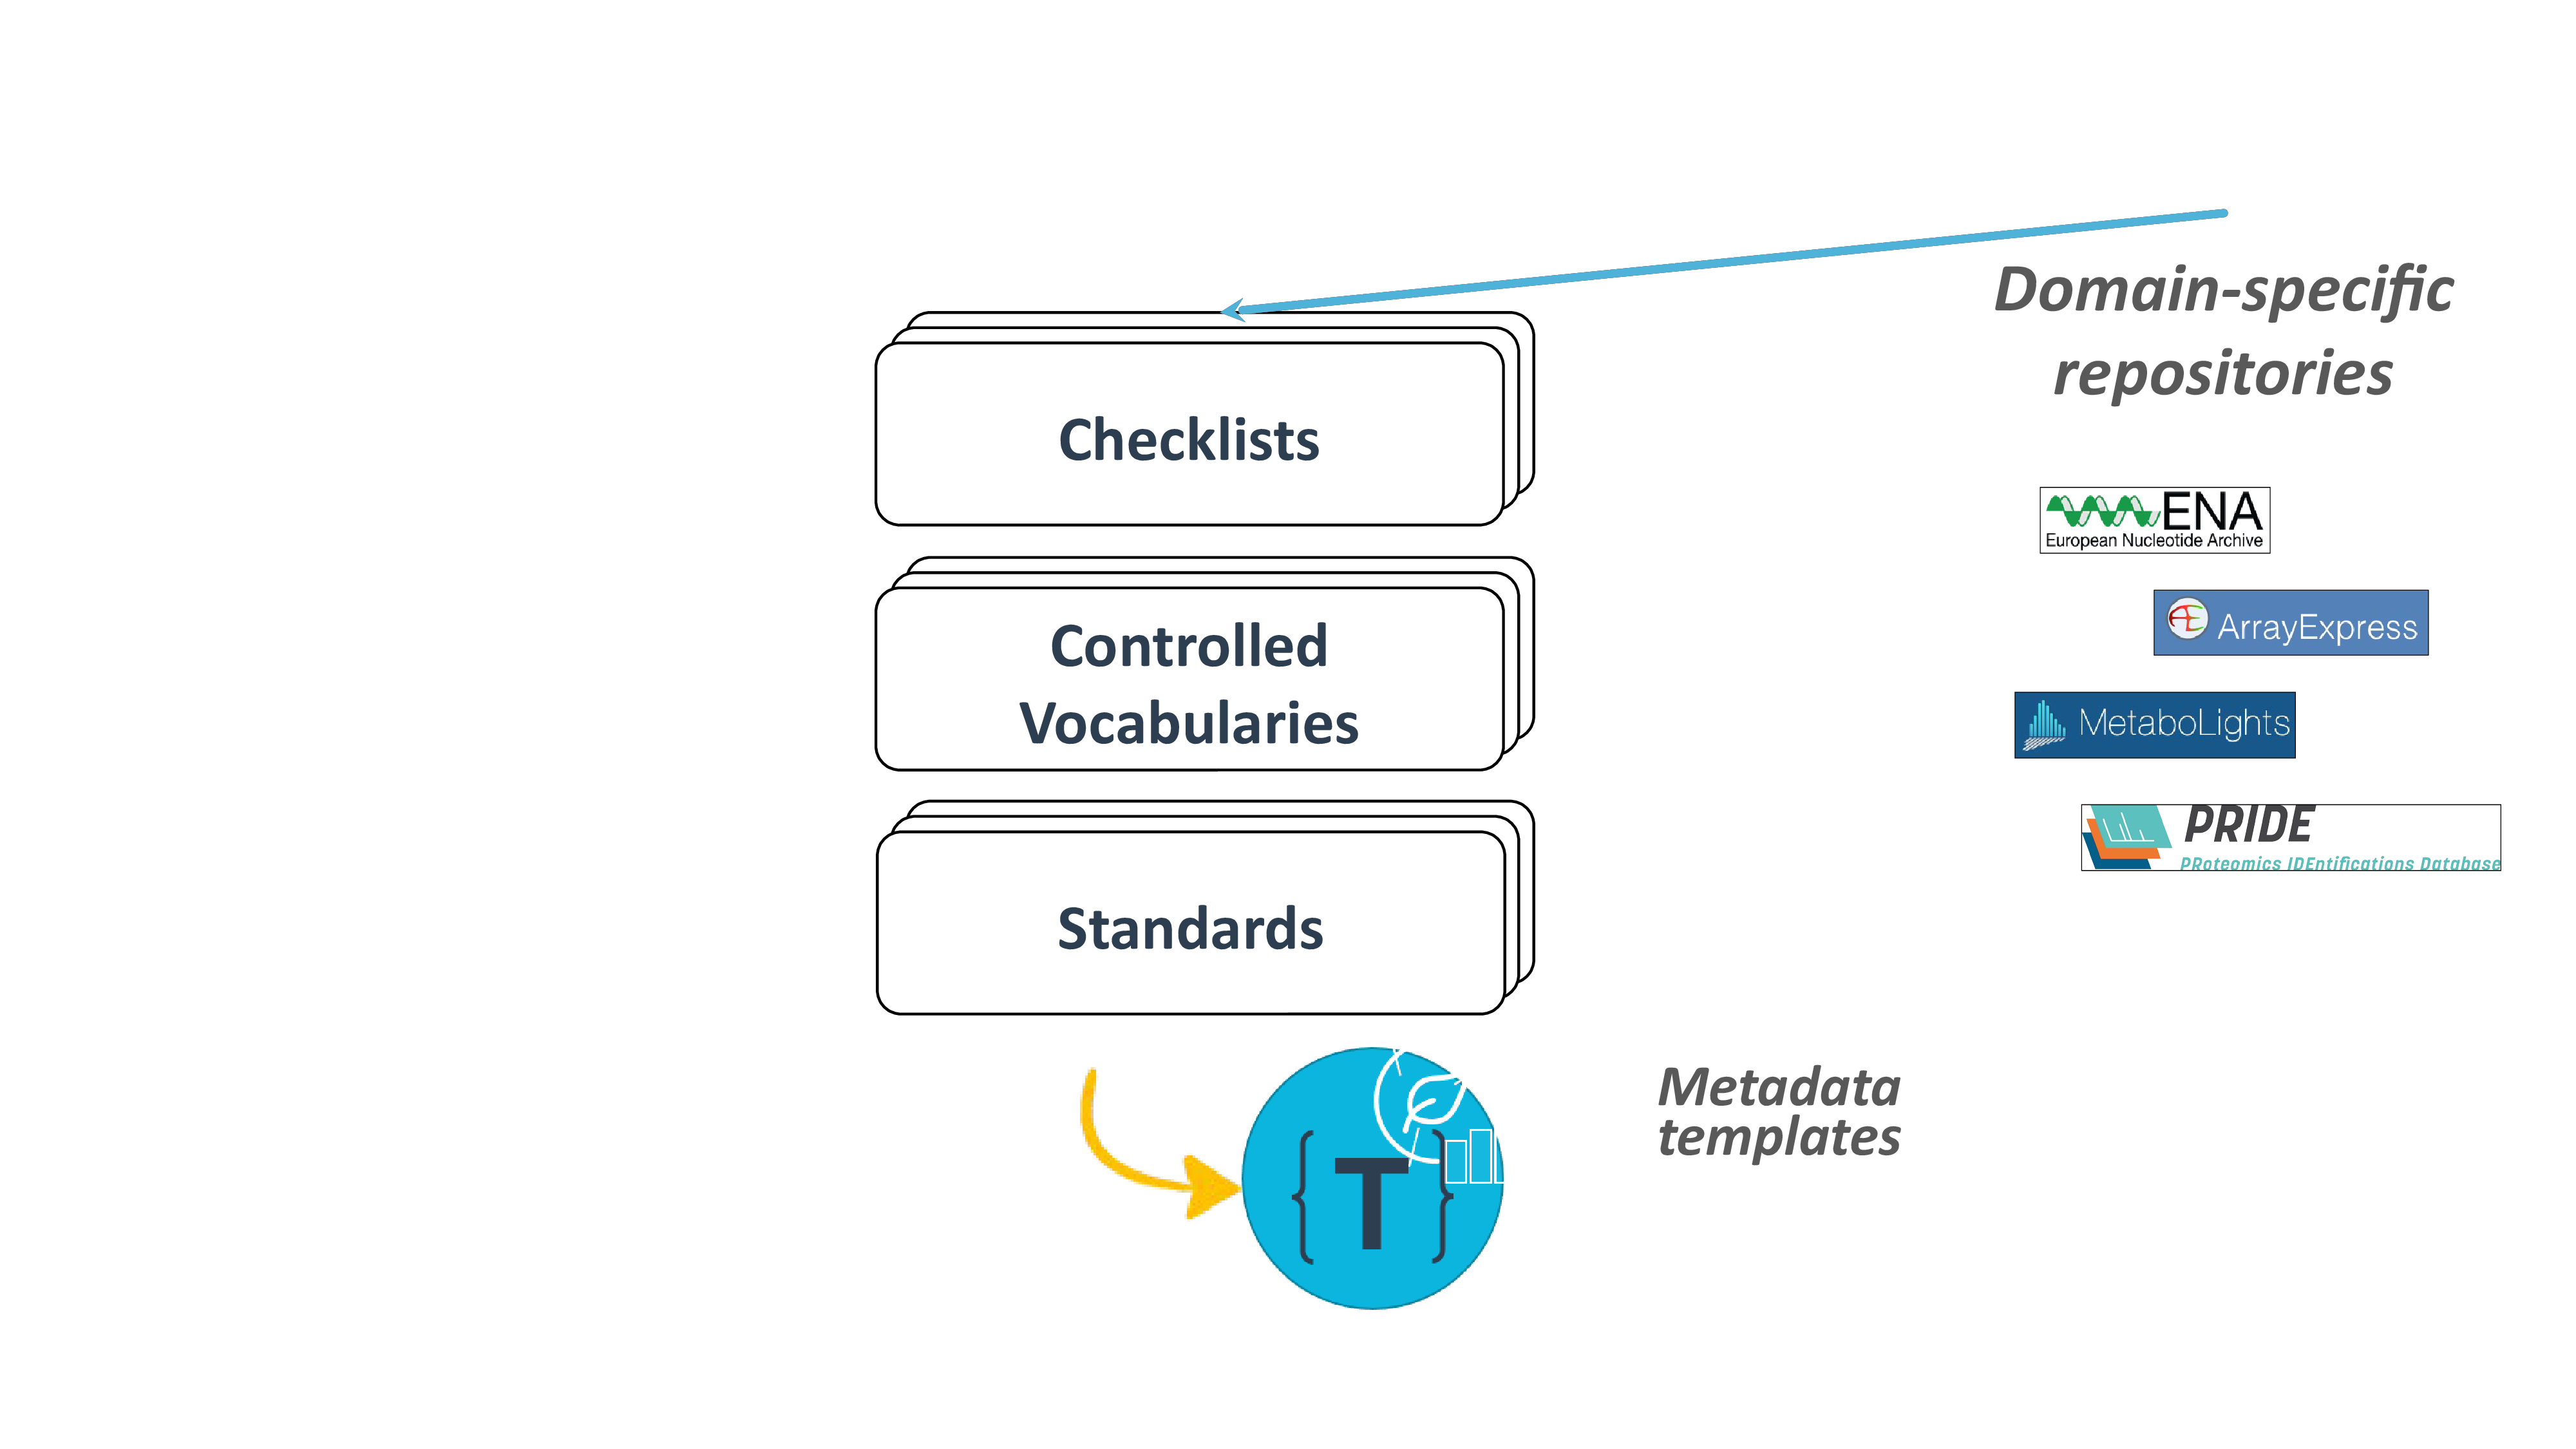 Domain-specific
repositories
Checklists
ENA
European Nucleotide Archive
ArrayExpress
Controlled
Vocabularies
MetaboLights
PRIDE
PRoteomics IDEntifications Database
Standards
Metadata
templates
{T}